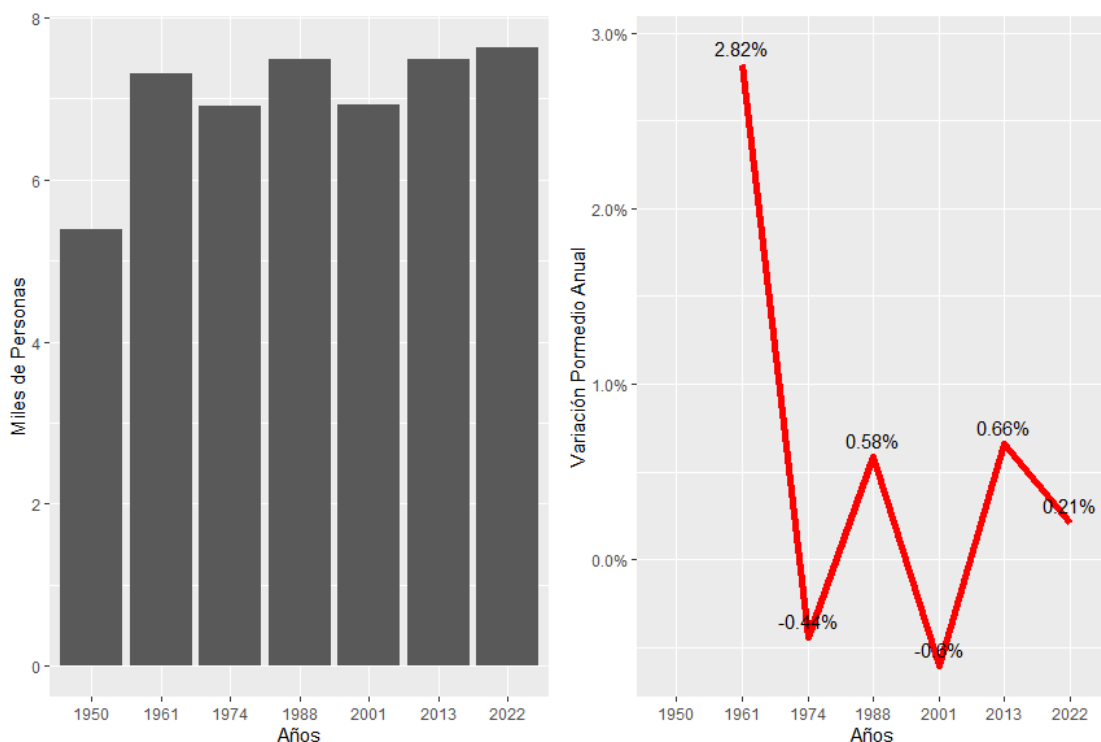 Miles de Personas
8
6
4
2
0
1950 1961 1974 1988 2001 2013 2022
Años
Variación Pormedio Anual
3.0%
2.0%
1.0%
0.0%
2.82%
-0.44%
0.58%
-0.6%
0.66%
0.21%
1950 1961 1974 1988 2001 2013 2022
Años